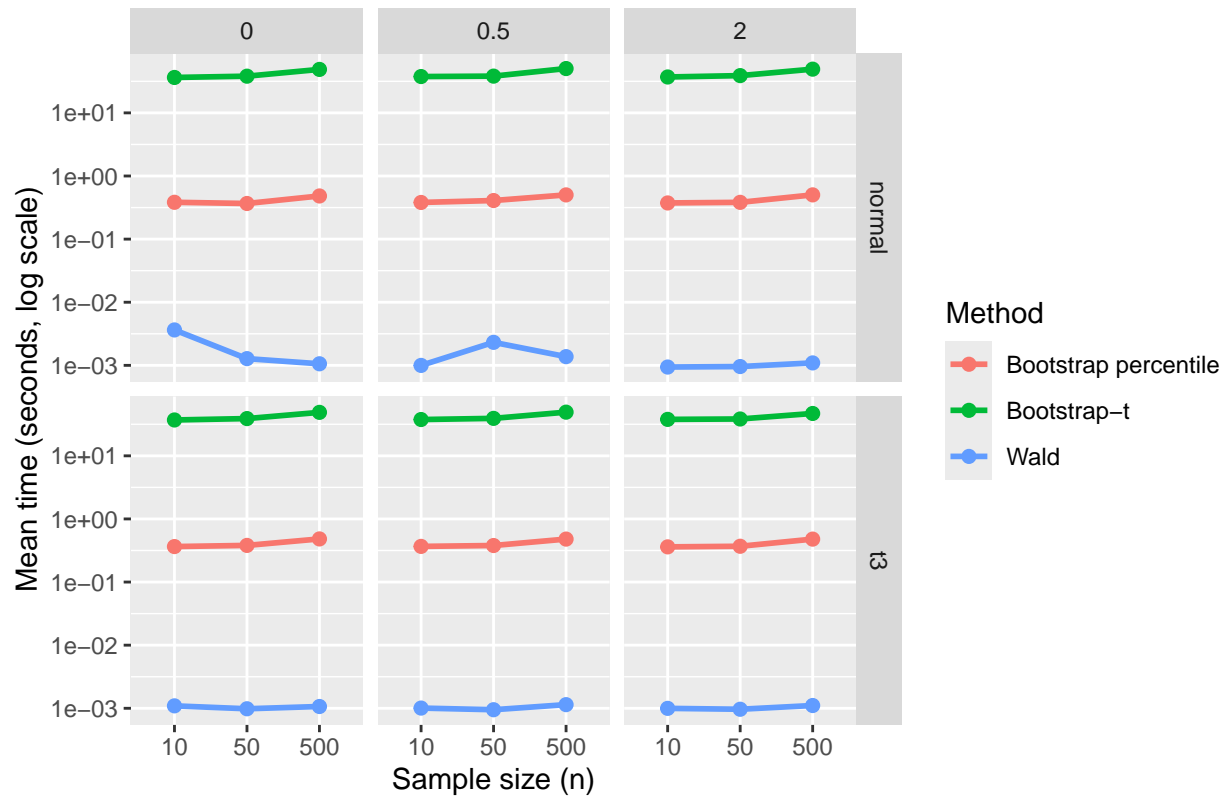 0
0.5
2
normal
t3
1e+01
1e+00
1e−01
1e−02
1e−03
1e+01
1e+00
1e−01
1e−02
1e−03
10
50
500
10
50
500
10
50
500
Sample size (n)
Mean time (seconds, log scale)
Method
Bootstrap percentile
Bootstrap−t
Wald